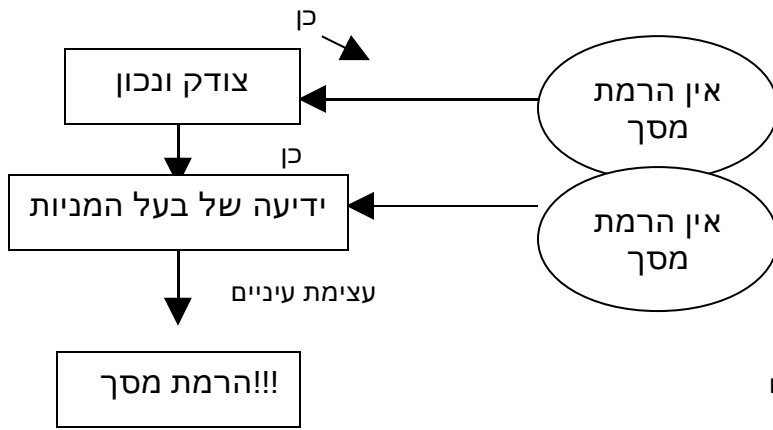 כן
צודק ונכון
אין הרמת
מסך
כן
ידיעה של בעל המניות
אין הרמת
מסך
עצימת עיניים
הרמת מסך!!!